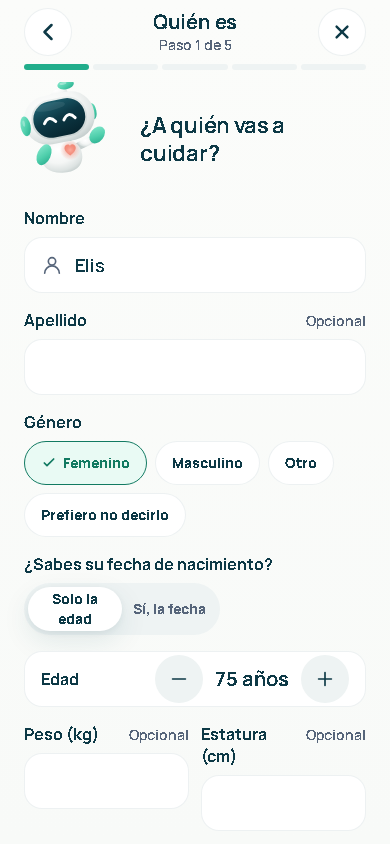 Quién es
Paso 1 de 5
¿A quién vas a
cuidar?
Nombre
Elis
Apellido
Opcional
Género
Femenino
Masculino
Otro
Prefiero no decirlo
¿Sabes su fecha de nacimiento?
Solo la
edad
Sí, la fecha
Edad
75 años
Peso (kg)
Opcional
Estatura
(cm)
Opcional